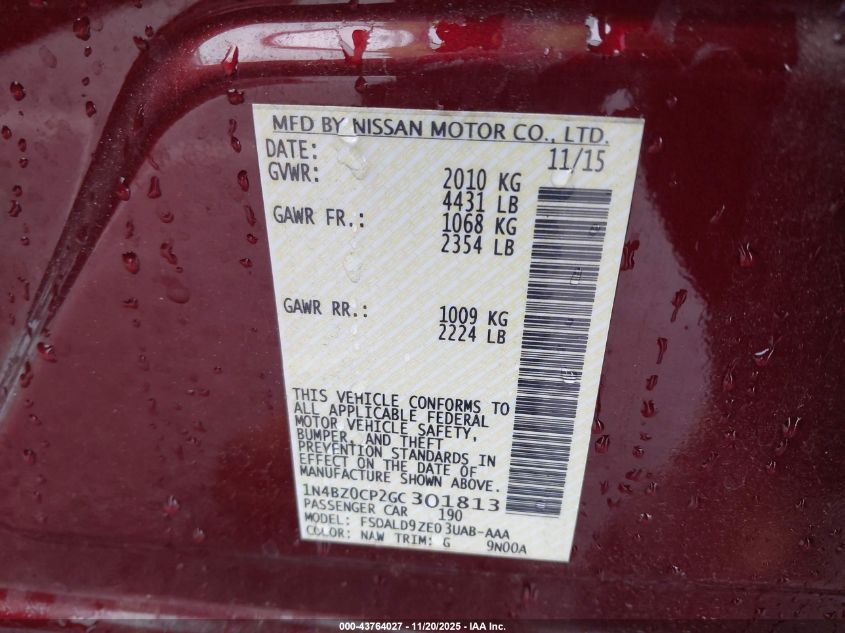 MFD BY NISSAN MOTOR CO., LTD.
DATE: 11/15
GVWR: 2010 KG
4431 LB
GAWR FR.: 1068 KG
2354 LB
GAWR RR.: 1009 KG
2224 LB
THIS VEHICLE CONFORMS TO
ALL APPLICABLE FEDERAL
MOTOR VEHICLE SAFETY,
BUMPER, AND THEFT
PREVENTION STANDARDS IN
EFFECT ON THE DATE OF
MANUFACTURE SHOWN ABOVE.
1N4BZ0CP2GC301813
PASSENGER CAR 190
MODEL: FSDALD9ZE03UAB-AAA
COLOR: NAW TRIM: G 9N00A
000-43764027 - 11/20/2025 - IAA Inc.